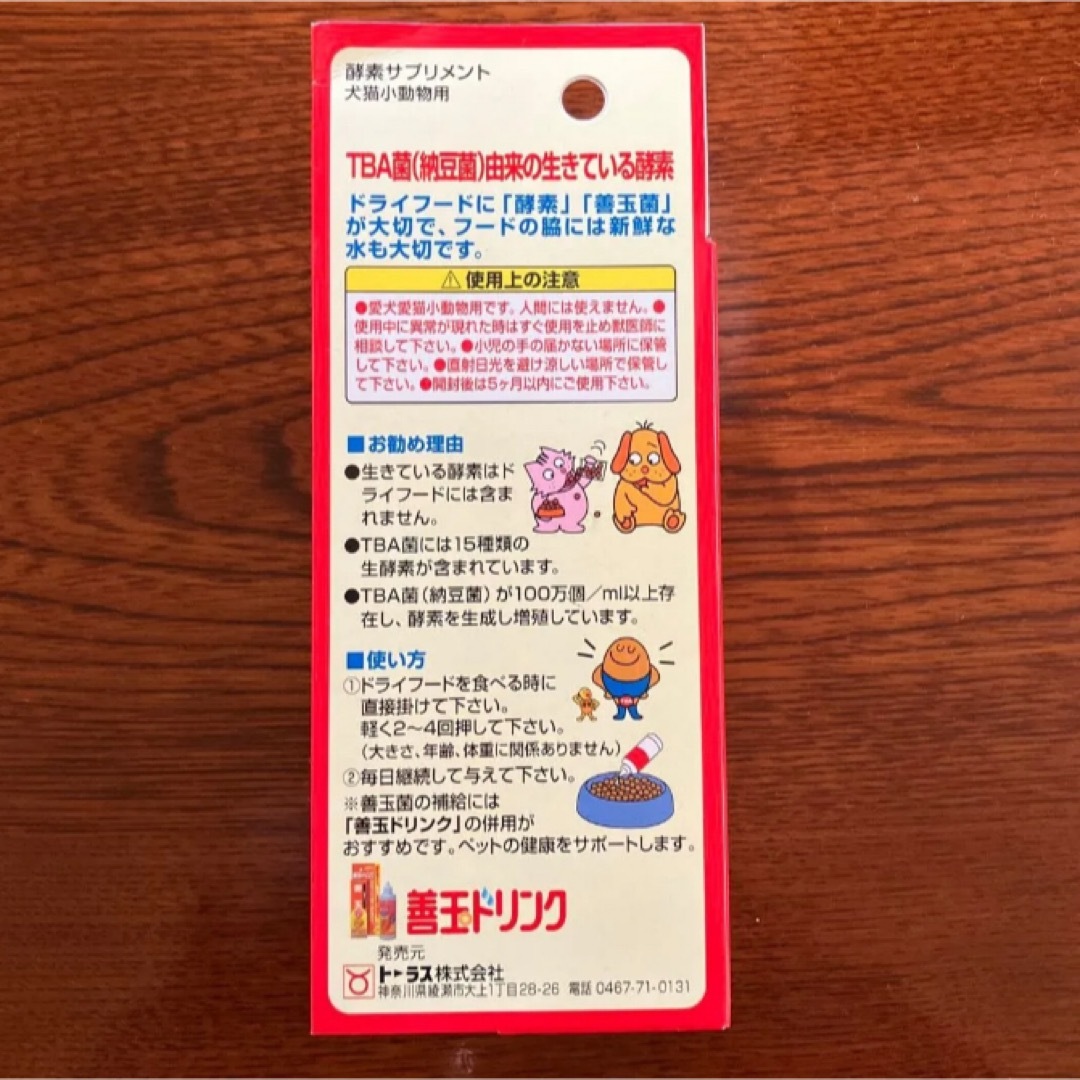 酵素サプリメント
犬猫小動物用
TBA菌(納豆菌)由来の生きている酵素
ドライフードに「酵素」「善玉菌」
が大切で、フードの脇には新鮮な
水も大切です。
⚠使用上の注意
●愛犬愛猫小動物用です。人間には使えません。●
使用中に異常が現れた時はすぐ使用を止め獣医師に
相談して下さい。●小児の手の届かない場所に保管
して下さい。●直射日光を避け涼しい場所で保管し
て下さい。●開封後は5ヶ月以内にご使用下さい。
■お勧め理由
●生きている酵素はド
ライフードには含ま
れません。
●TBA菌には15種類の
生酵素が含まれています。
●TBA菌(納豆菌)が100万個/ml以上存
在し、酵素を生成し増殖しています。
■使い方
①ドライフードを食べる時に
直接掛けて下さい。
軽く2〜4回押して下さい。
(大きさ、年齢、体重に関係ありません)
②毎日継続して与えて下さい。
※善玉菌の補給には
「善玉ドリンク」の併用が
おすすめです。ペットの健康をサポートします。
善玉ドリンク
発売元
トーラス株式会社
神奈川県綾瀬市大上1丁目28-26 電話 0467-71-0131